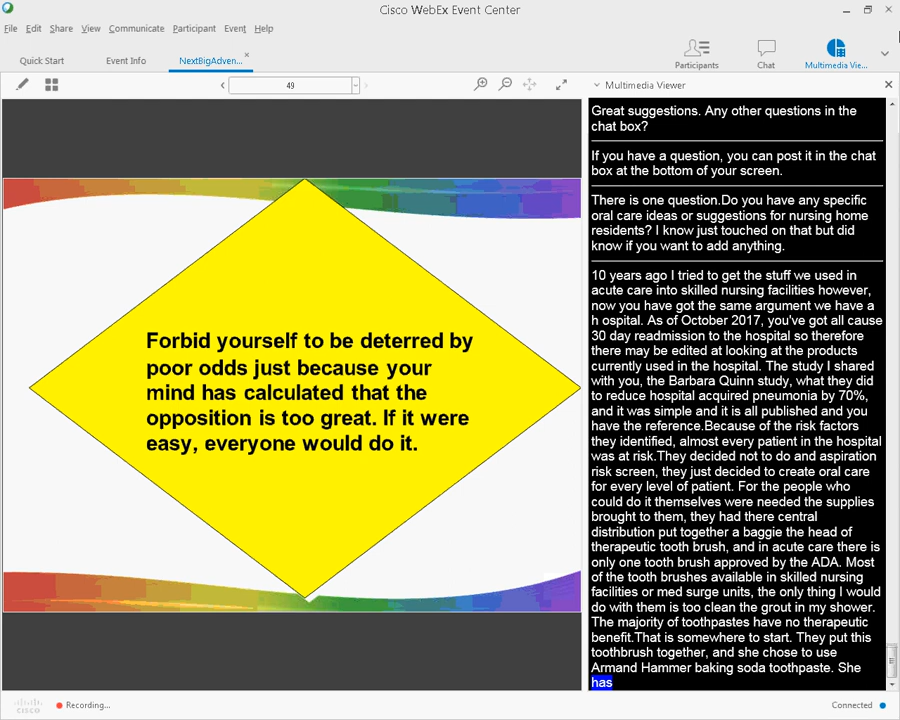 Cisco WebEx Event Center
File Edit Share View Communicate Participant Event Help
Quick Start
Event Info
NextBigAdven...
Participants
Chat
Multimedia Vie...
49
Multimedia Viewer
Forbid yourself to be deterred by
poor odds just because your
mind has calculated that the
opposition is too great. If it were
easy, everyone would do it.
Great suggestions. Any other questions in the
chat box?
If you have a question, you can post it in the chat
box at the bottom of your screen.
There is one question.Do you have any specific
oral care ideas or suggestions for nursing home
residents? I know just touched on that but did
know if you want to add anything.
10 years ago I tried to get the stuff we used in
acute care into skilled nursing facilities however,
now you have got the same argument we have a
h ospital. As of October 2017, you've got all cause
30 day readmission to the hospital so therefore
there may be edited at looking at the products
currently used in the hospital. The study I shared
with you, the Barbara Quinn study, what they did
to reduce hospital acquired pneumonia by 70%,
and it was simple and it is all published and you
have the reference.Because of the risk factors
they identified, almost every patient in the hospital
was at risk.They decided not to do and aspiration
risk screen, they just decided to create oral care
for every level of patient. For the people who
could do it themselves were needed the supplies
brought to them, they had there central
distribution put together a baggie the head of
therapeutic tooth brush, and in acute care there is
only one tooth brush approved by the ADA. Most
of the tooth brushes available in skilled nursing
facilities or med surge units, the only thing I would
do with them is too clean the grout in my shower.
The majority of toothpastes have no therapeutic
benefit.That is somewhere to start. They put this
toothbrush together, and she chose to use
Armand Hammer baking soda toothpaste. She
has
cisco
Recording...
Connected